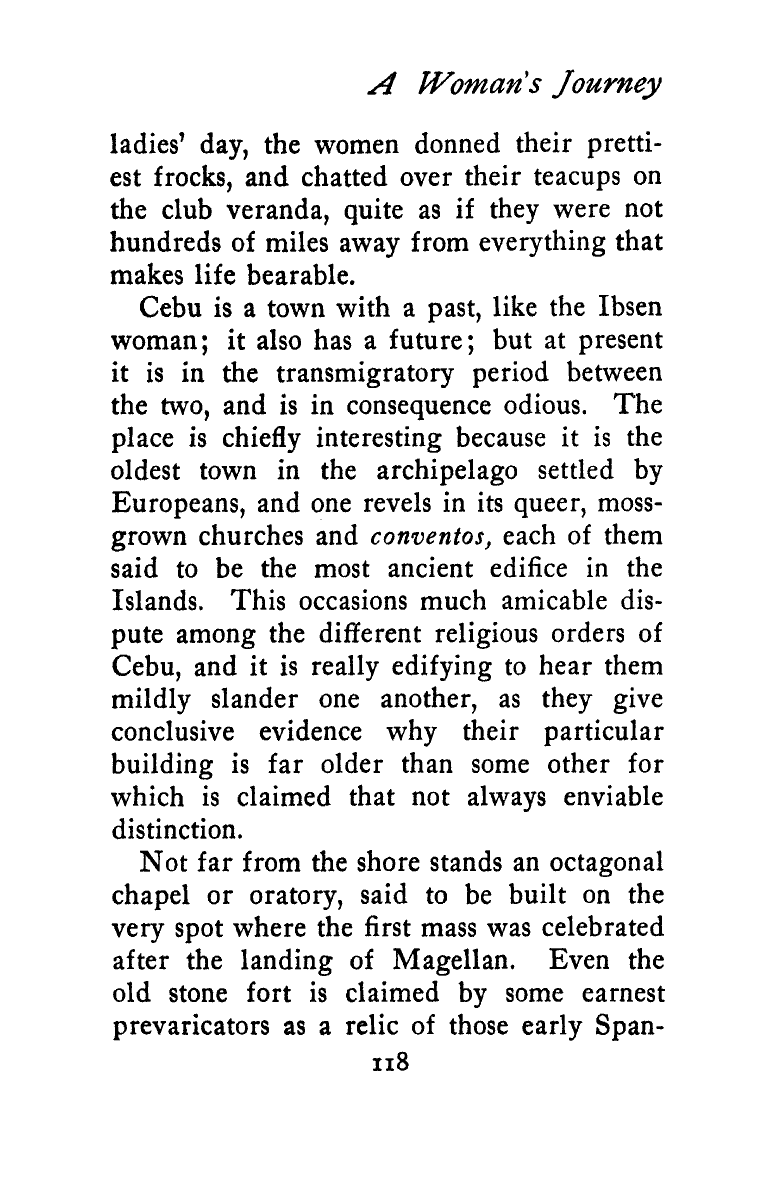 A Woman's Journey
ladies' day, the women donned their pretti-
est frocks, and chatted over their teacups on
the club veranda, quite as if they were not
hundreds of miles away from everything that
makes life bearable.
Cebu is a town with a past, like the Ibsen
woman; it also has a future; but at present
it is in the transmigratory period between
the two, and is in consequence odious. The
place is chiefly interesting because it is the
oldest town in the archipelago settled by
Europeans, and one revels in its queer, moss-
grown churches and conventos, each of them
said to be the most ancient edifice in the
Islands. This occasions much amicable dis-
pute among the different religious orders of
Cebu, and it is really edifying to hear them
mildly slander one another, as they give
conclusive evidence why their particular
building is far older than some other for
which is claimed that not always enviable
distinction.
Not far from the shore stands an octagonal
chapel or oratory, said to be built on the
very spot where the first mass was celebrated
after the landing of Magellan. Even the
old stone fort is claimed by some earnest
prevaricators as a relic of those early Span-
118